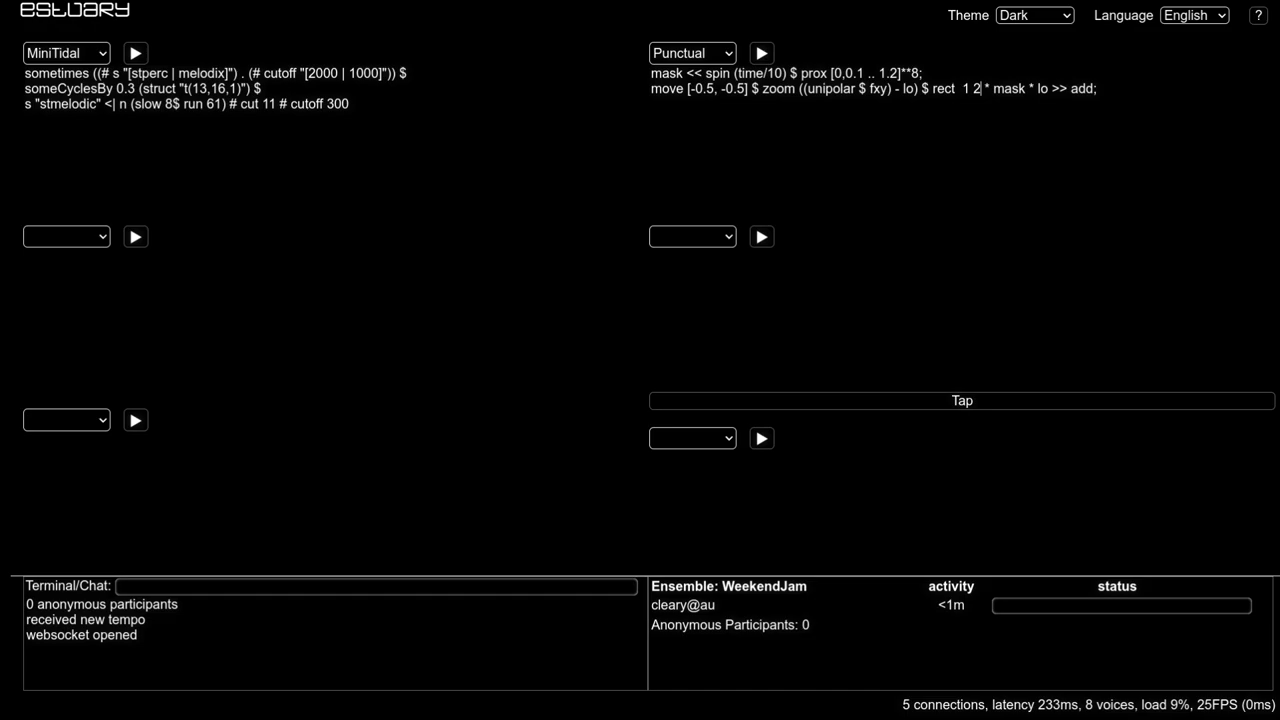 estuary
Theme Dark Language English ?
MiniTidal
sometimes ((# s "[stperc | melodix]") . (# cutoff "[2000 | 1000]")) $
someCyclesBy 0.3 (struct "t(13,16,1)") $
s "stmelodic" <| n (slow 8$ run 61) # cut 11 # cutoff 300
Punctual
mask << spin (time/10) $ prox [0,0.1 .. 1.2]**8;
move [-0.5, -0.5] $ zoom ((unipolar $ fxy) - lo) $ rect  1 2 * mask * lo >> add;
Tap
Terminal/Chat:
0 anonymous participants
received new tempo
websocket opened
Ensemble: WeekendJam activity status
cleary@au <1m
Anonymous Participants: 0
5 connections, latency 233ms, 8 voices, load 9%, 25FPS (0ms)